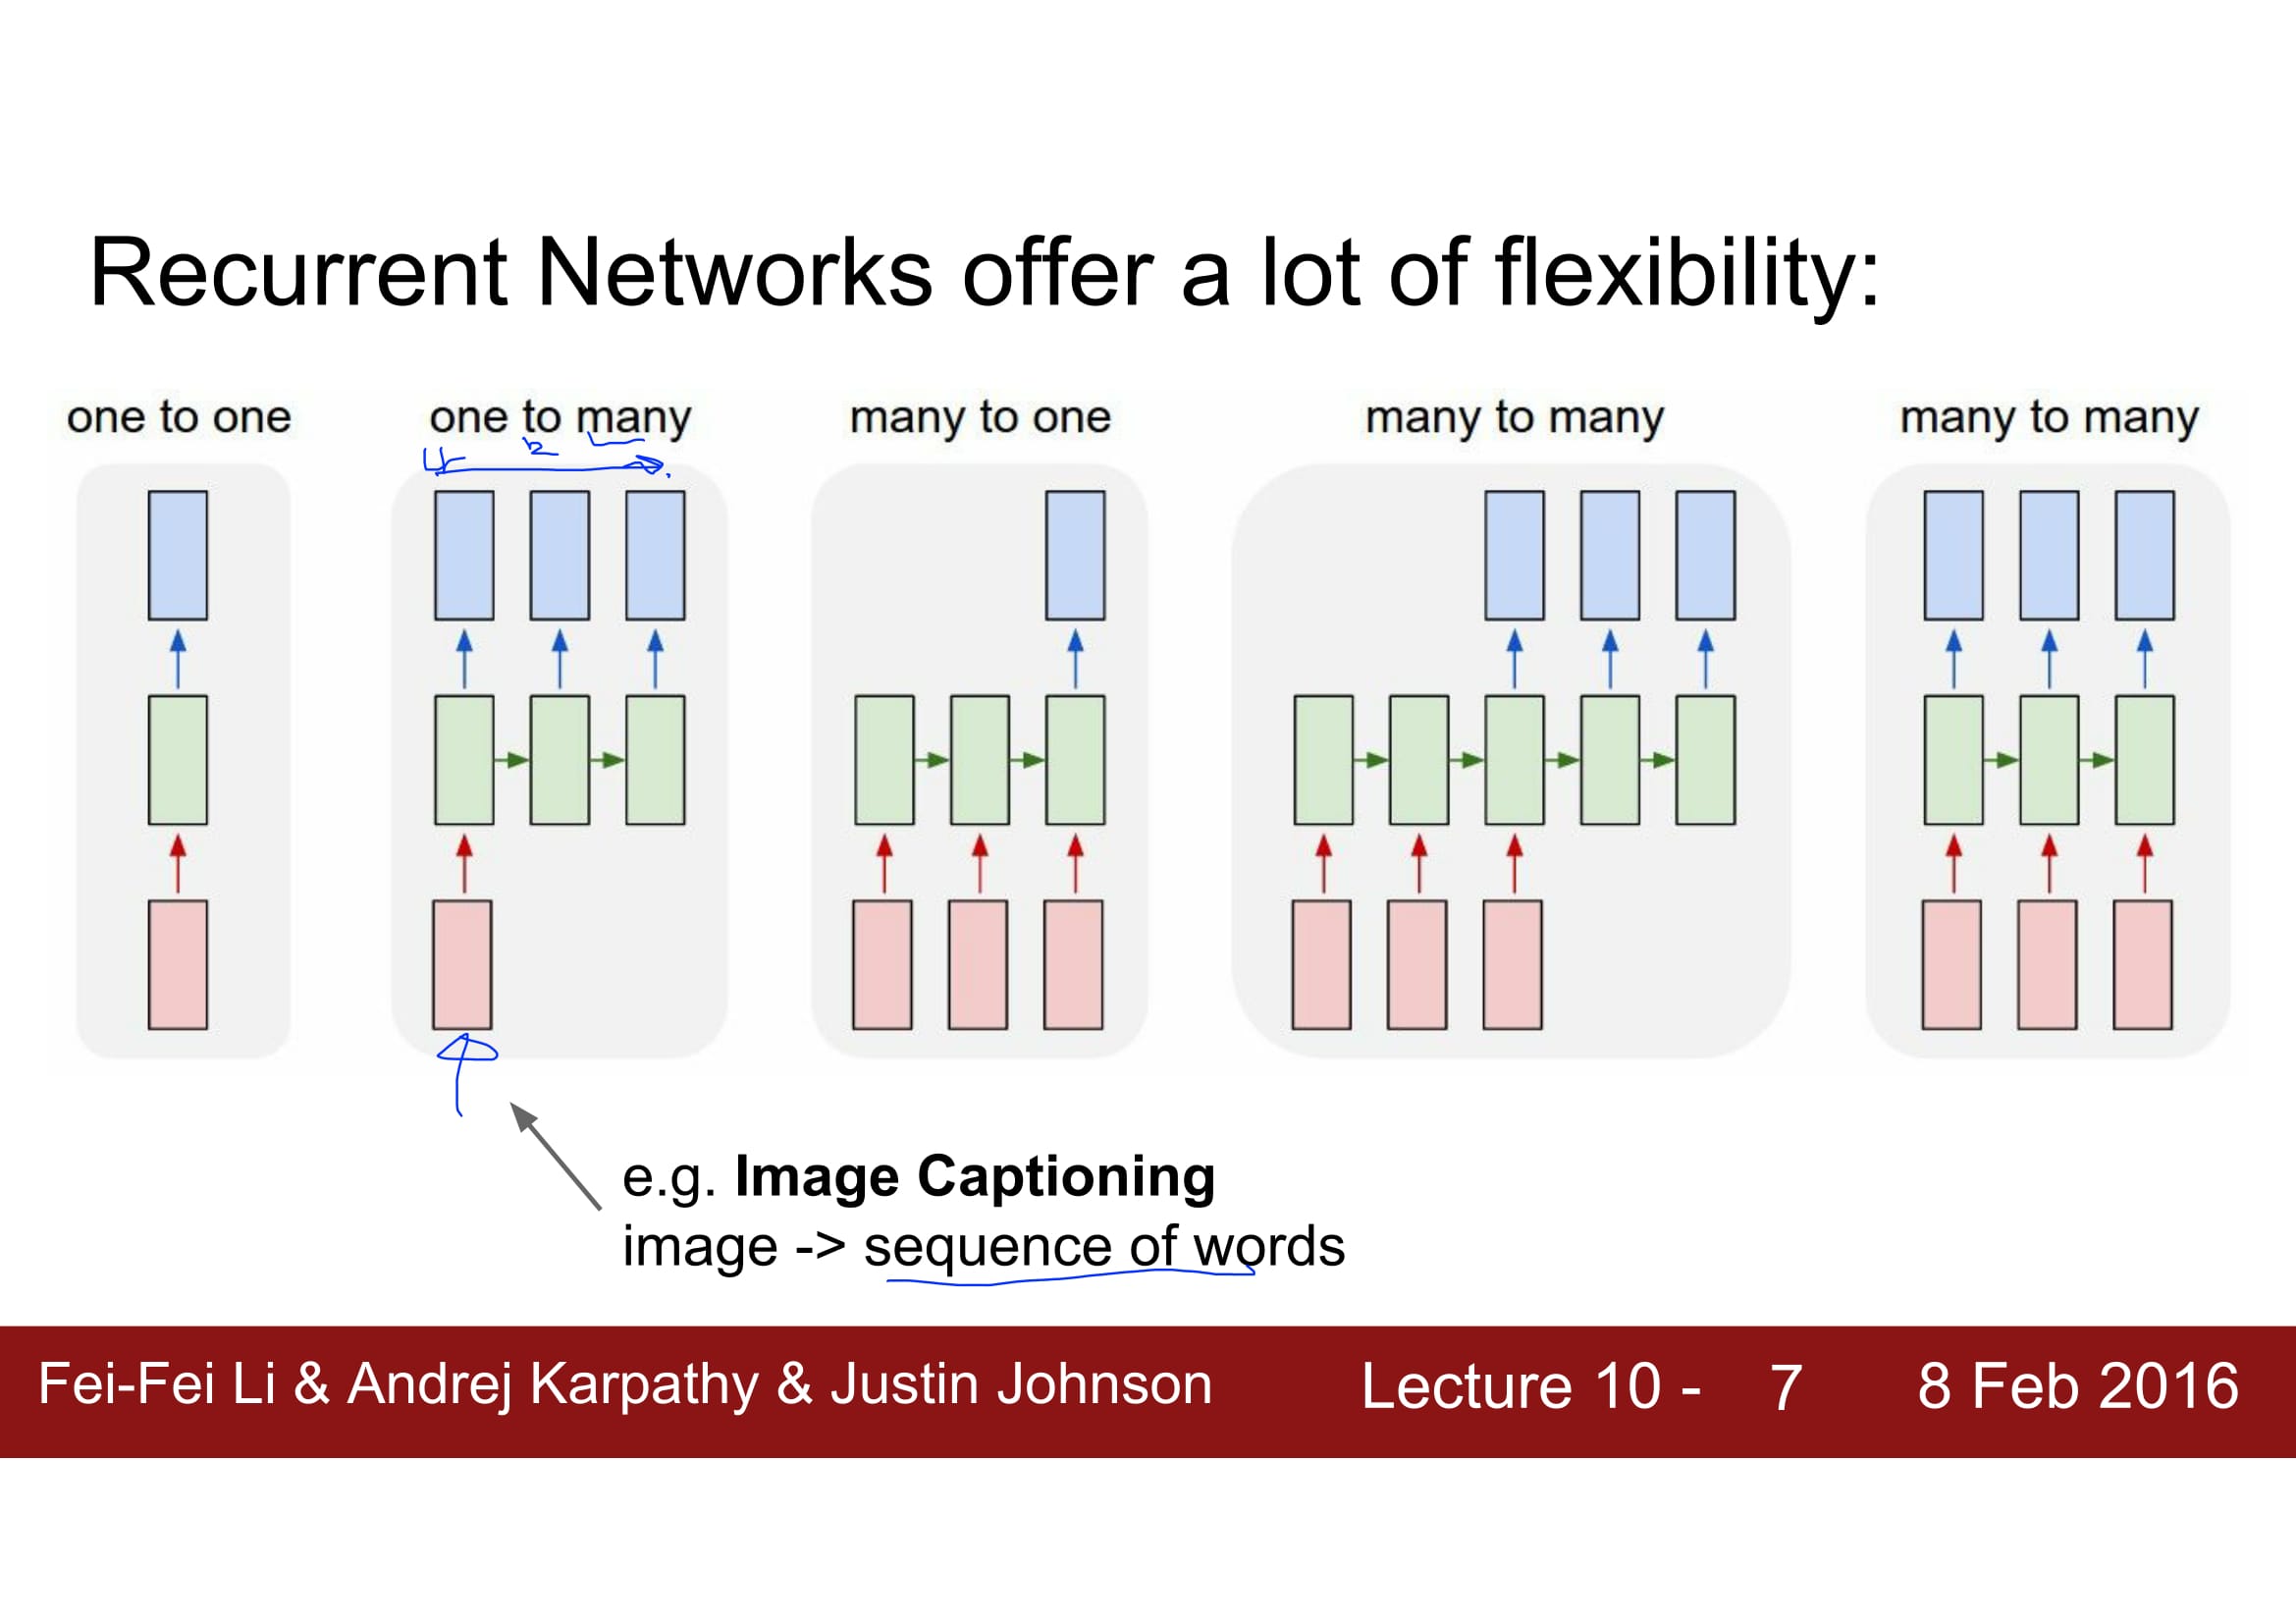 Recurrent Networks offer a lot of flexibility:
one to one
one to many
many to one
many to many
many to many
e.g. Image Captioning
image -> sequence of words
Fei-Fei Li & Andrej Karpathy & Justin Johnson
Lecture 10 - 7
8 Feb 2016